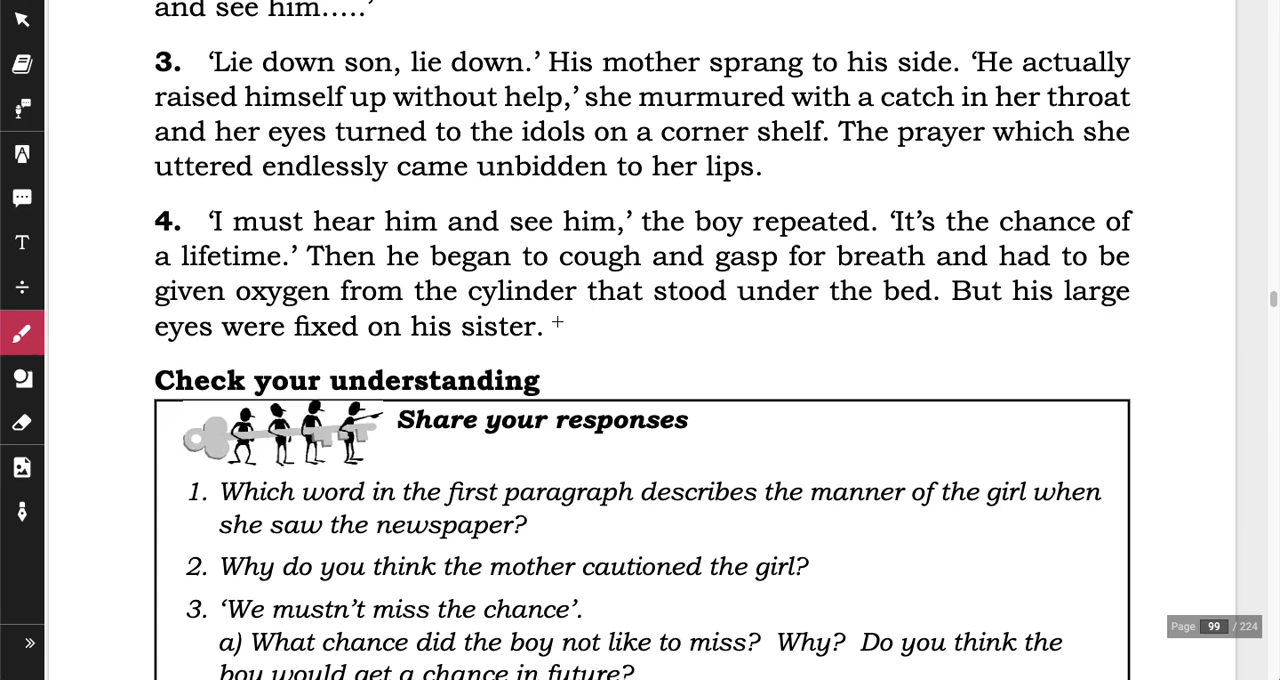 and see him.....’
3. ‘Lie down son, lie down.’ His mother sprang to his side. ‘He actually
raised himself up without help,’ she murmured with a catch in her throat
and her eyes turned to the idols on a corner shelf. The prayer which she
uttered endlessly came unbidden to her lips.
4. ‘I must hear him and see him,’ the boy repeated. ‘It’s the chance of
a lifetime.’ Then he began to cough and gasp for breath and had to be
given oxygen from the cylinder that stood under the bed. But his large
eyes were fixed on his sister.
Check your understanding
Share your responses
1. Which word in the first paragraph describes the manner of the girl when
she saw the newspaper?
2. Why do you think the mother cautioned the girl?
3. ‘We mustn’t miss the chance’.
a) What chance did the boy not like to miss? Why? Do you think the
boy would get a chance in future?
Page 99 / 224